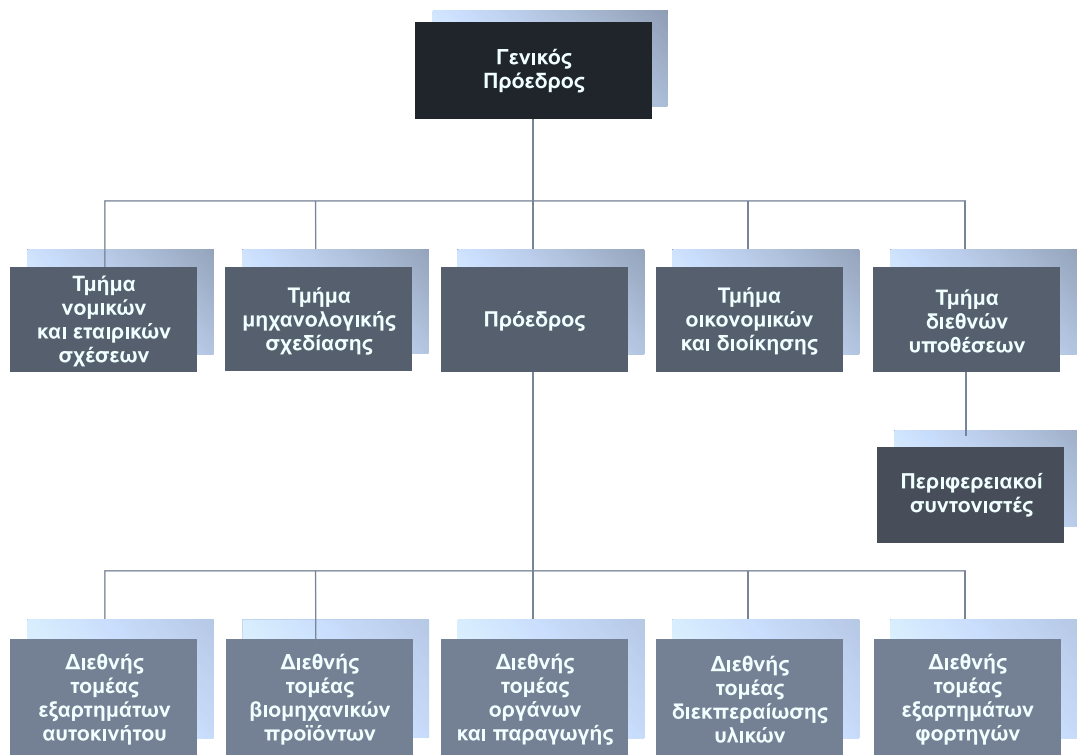 Γενικός
Πρόεδρος
Τμήμα
νομικών
και εταιρικών
σχέσεων
Τμήμα
μηχανολογικής
σχεδίασης
Πρόεδρος
Τμήμα
οικονομικών
και διοίκησης
Τμήμα
διεθνών
υποθέσεων
Περιφερειακοί
συντονιστές
Διεθνής
τομέας
εξαρτημάτων
αυτοκινήτου
Διεθνής
τομέας
βιομηχανικών
προϊόντων
Διεθνής
τομέας
οργάνων
και παραγωγής
Διεθνής
τομέας
διεκπεραίωσης
υλικών
Διεθνής
τομέας
εξαρτημάτων
φορτηγών